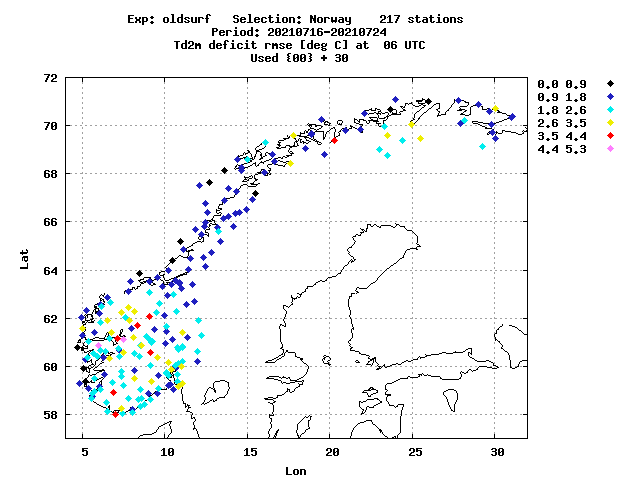 Exp: oldsurf   Selection: Norway    217 stations
Period: 20210716-20210724
Td2m deficit rmse [deg C] at  06 UTC
Used {00} + 30
72
70
68
66
64
62
60
58
Lat
5 10 15 20 25 30
Lon
0.0 0.9
0.9 1.8
1.8 2.6
2.6 3.5
3.5 4.4
4.4 5.3